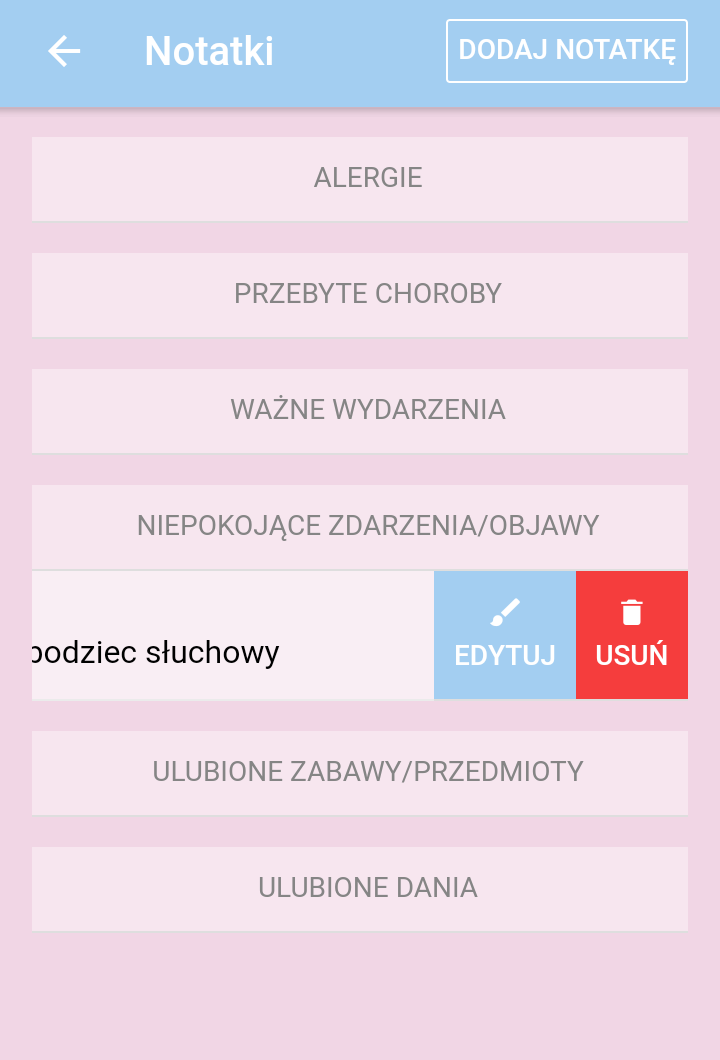 Notatki
DODAJ NOTATKĘ
ALERGIE
PRZEBYTE CHOROBY
WAŻNE WYDARZENIA
NIEPOKOJĄCE ZDARZENIA/OBJAWY
słuchowy
EDYTUJ
USUŃ
ULUBIONE ZABAWY/PRZEDMIOTY
ULUBIONE DANIA